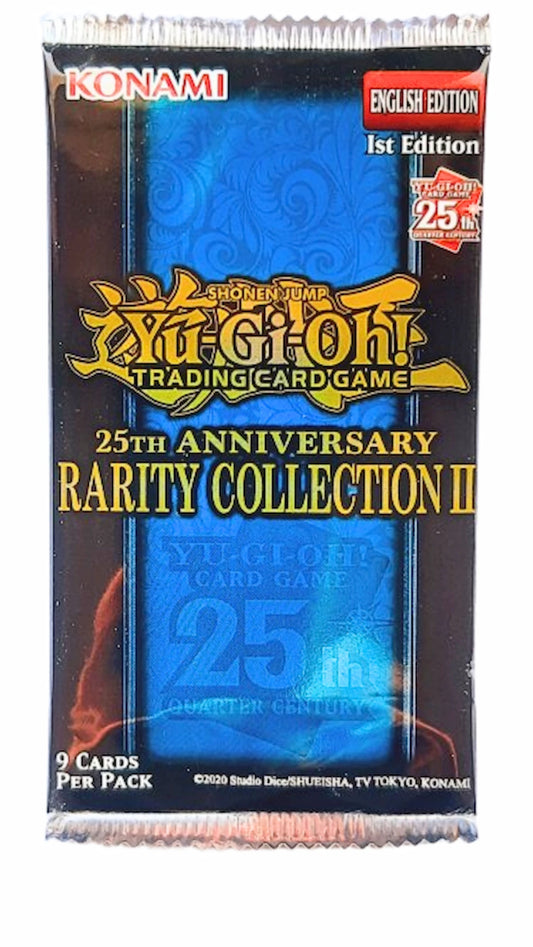 KONAMI
ENGLISH EDITION
1st Edition
YU-GI-OH!
CARD GAME
25th
QUARTER CENTURY
SHONEN JUMP
Yu-Gi-Oh!
TRADING CARD GAME
25TH ANNIVERSARY
RARITY COLLECTION II
YU-GI-OH!
CARD GAME
25th
QUARTER CENTURY
9 CARDS
PER PACK
©2020 Studio Dice/SHUEISHA, TV TOKYO, KONAMI